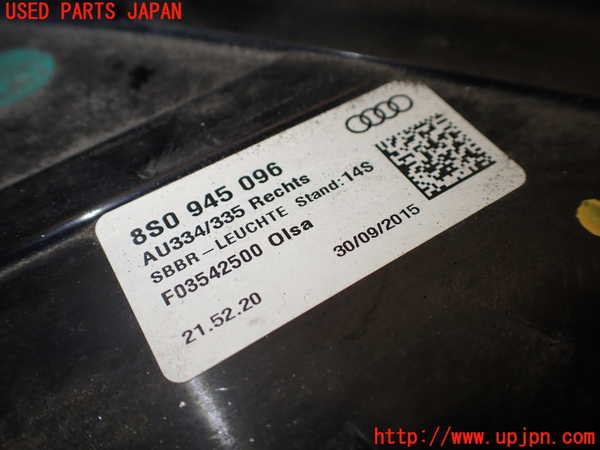 USED PARTS JAPAN
8S0 945 096
AU334/335 Rechts
SBBR-LEUCHTE Stand:14S
F03542500 Olsa
30/09/2015
21.52.20
http://www.upjpn.com/